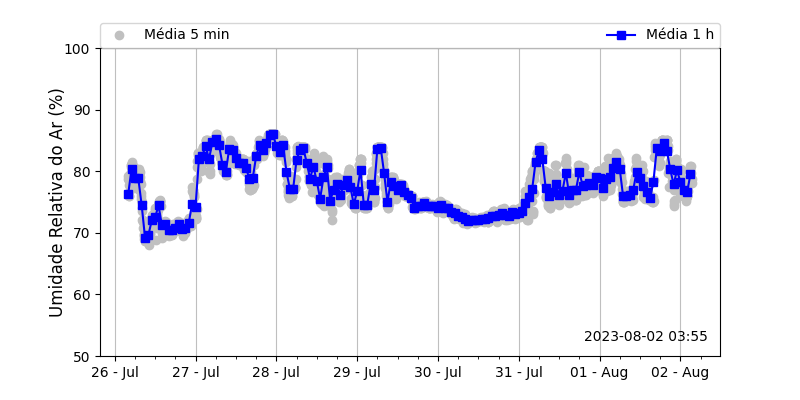 Média 5 min Média 1 h
100
90
80
70
60
50
Umidade Relativa do Ar (%)
2023-08-02 03:55
26 - Jul 27 - Jul 28 - Jul 29 - Jul 30 - Jul 31 - Jul 01 - Aug 02 - Aug